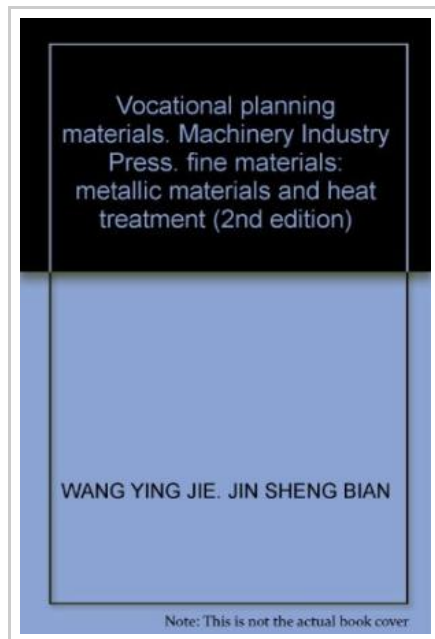 Vocational planning
materials. Machinery Industry
Press. fine materials:
metallic materials and heat
treatment (2nd edition)
WANG YING JIE. JIN SHENG BIAN
Note: This is not the actual book cover